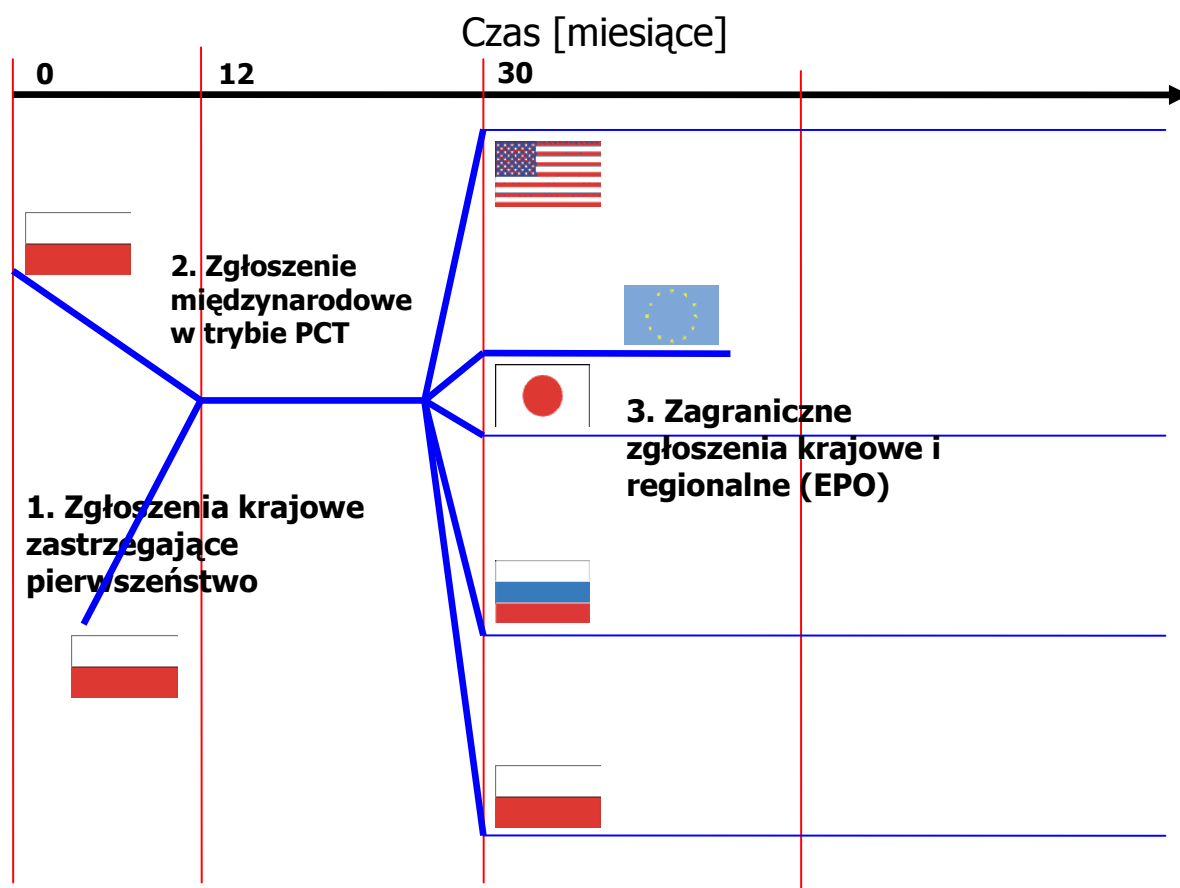 Czas [miesiące]
0
12
30
2. Zgłoszenie
międzynarodowe
w trybie PCT
3. Zagraniczne
zgłoszenia krajowe i
regionalne (EPO)
1. Zgłoszenia krajowe
zastrzegające
pierwszeństwo